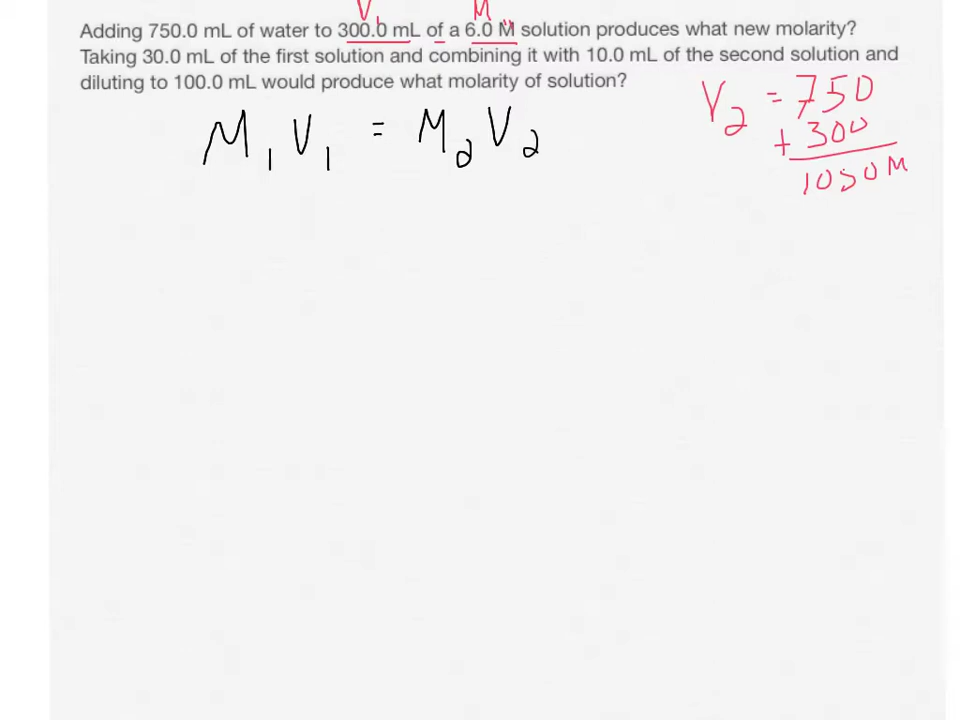 V₁ M₁
Adding 750.0 mL of water to 300.0 mL of a 6.0 M solution produces what new molarity?
Taking 30.0 mL of the first solution and combining it with 10.0 mL of the second solution and
diluting to 100.0 mL would produce what molarity of solution?
M₁V₁ = M₂V₂
V₂ = 750
+ 300
1050 M